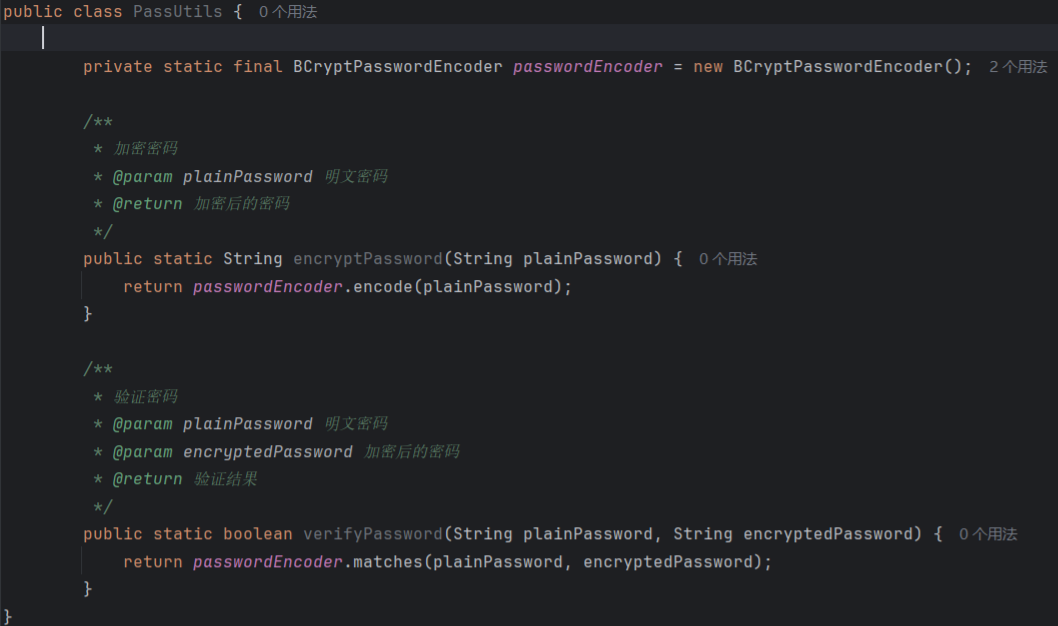 public class PassUtils {  0 个用法
private static final BCryptPasswordEncoder passwordEncoder = new BCryptPasswordEncoder();  2 个用法
/**
* 加密密码
* @param plainPassword 明文密码
* @return 加密后的密码
*/
public static String encryptPassword(String plainPassword) {  0 个用法
return passwordEncoder.encode(plainPassword);
}
/**
* 验证密码
* @param plainPassword 明文密码
* @param encryptedPassword 加密后的密码
* @return 验证结果
*/
public static boolean verifyPassword(String plainPassword, String encryptedPassword) {  0 个用法
return passwordEncoder.matches(plainPassword, encryptedPassword);
}
}